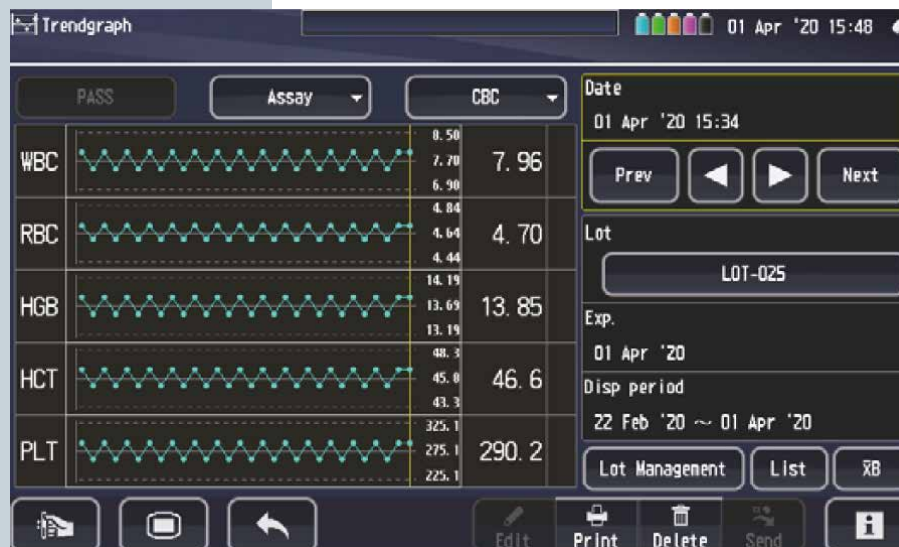 Trendgraph
01 Apr '20 15:48
PASS
Assay
CBC
WBC
8.50
7.70
6.90
7.96
RBC
4.84
4.64
4.44
4.70
HGB
14.19
13.69
13.19
13.85
HCT
48.3
45.8
43.3
46.6
PLT
325.1
275.1
225.1
290.2
Date
01 Apr '20 15:34
Prev
Next
Lot
LOT-025
Exp.
01 Apr '20
Disp period
22 Feb '20 ～ 01 Apr '20
Lot Management
List
X̄B
Edit
Print
Delete
Send